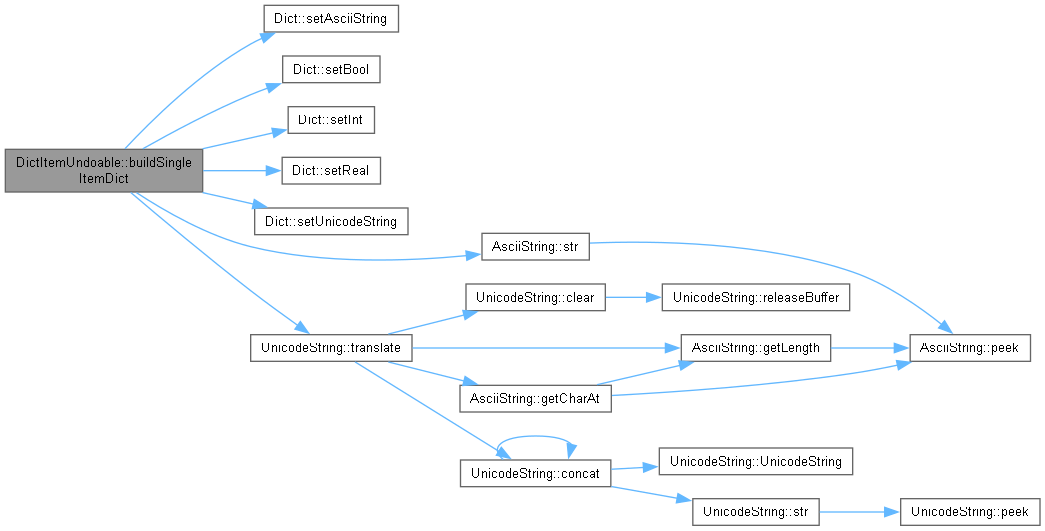 Dict::setAsciiString
Dict::setBool
Dict::setInt
DictItemUndoable::buildSingle
ItemDict
Dict::setReal
Dict::setUnicodeString
AsciiString::str
UnicodeString::clear
UnicodeString::releaseBuffer
UnicodeString::translate
AsciiString::getLength
AsciiString::peek
AsciiString::getCharAt
UnicodeString::concat
UnicodeString::UnicodeString
UnicodeString::str
UnicodeString::peek